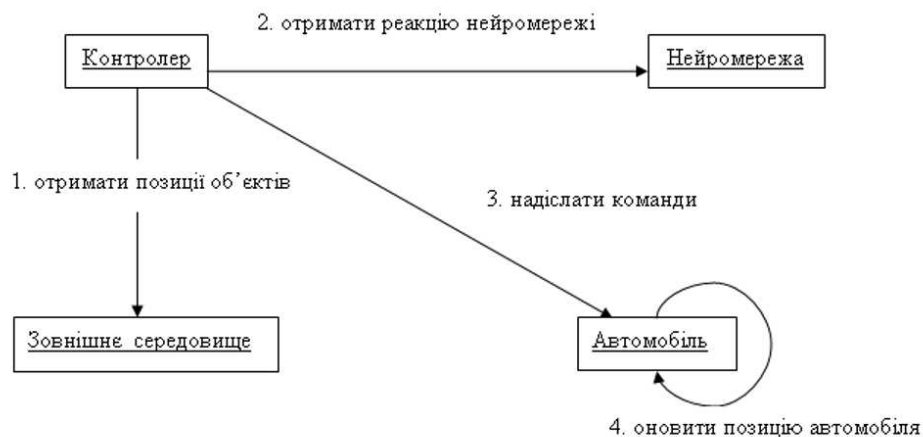 2. отримати реакцію нейромережі
Контролер
Нейромережа
1. отримати позиції об’єктів
3. надіслати команди
Зовнішнє середовище
Автомобіль
4. оновити позицію автомобіля